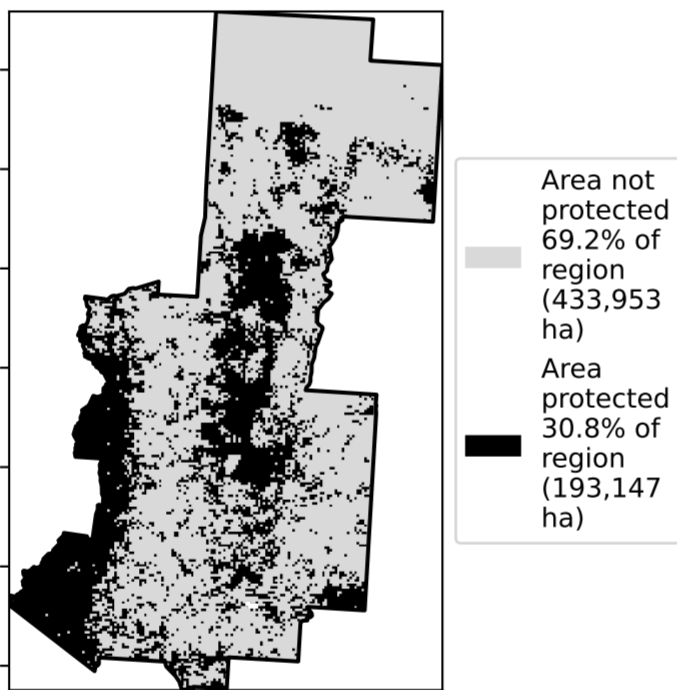 Area not
protected
69.2% of
region
(433,953
ha)
Area
protected
30.8% of
region
(193,147
ha)